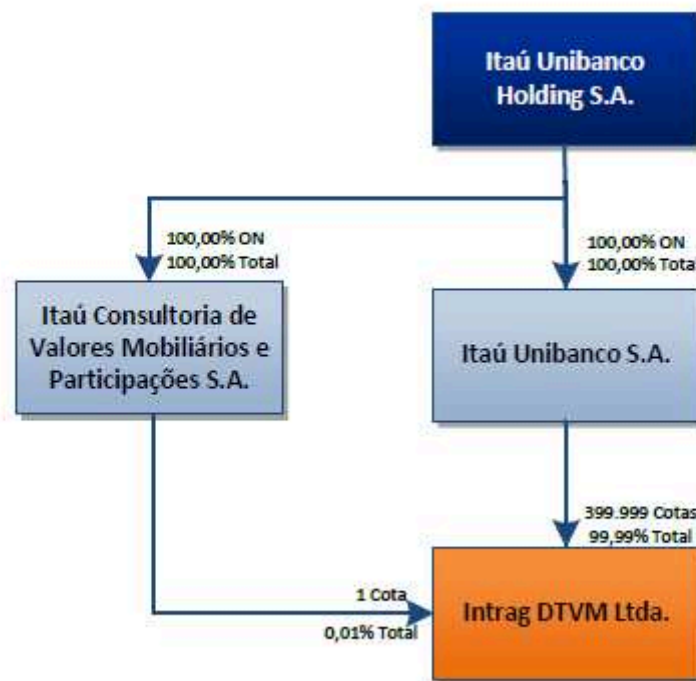 Itaú Unibanco
Holding S.A.
100,00% ON
100,00% Total
100,00% ON
100,00% Total
Itaú Consultoria de
Valores Mobiliários e
Participações S.A.
Itaú Unibanco S.A.
399.999 Cotas
99,99% Total
1 Cota
0,01% Total
Intrag DTVM Ltda.